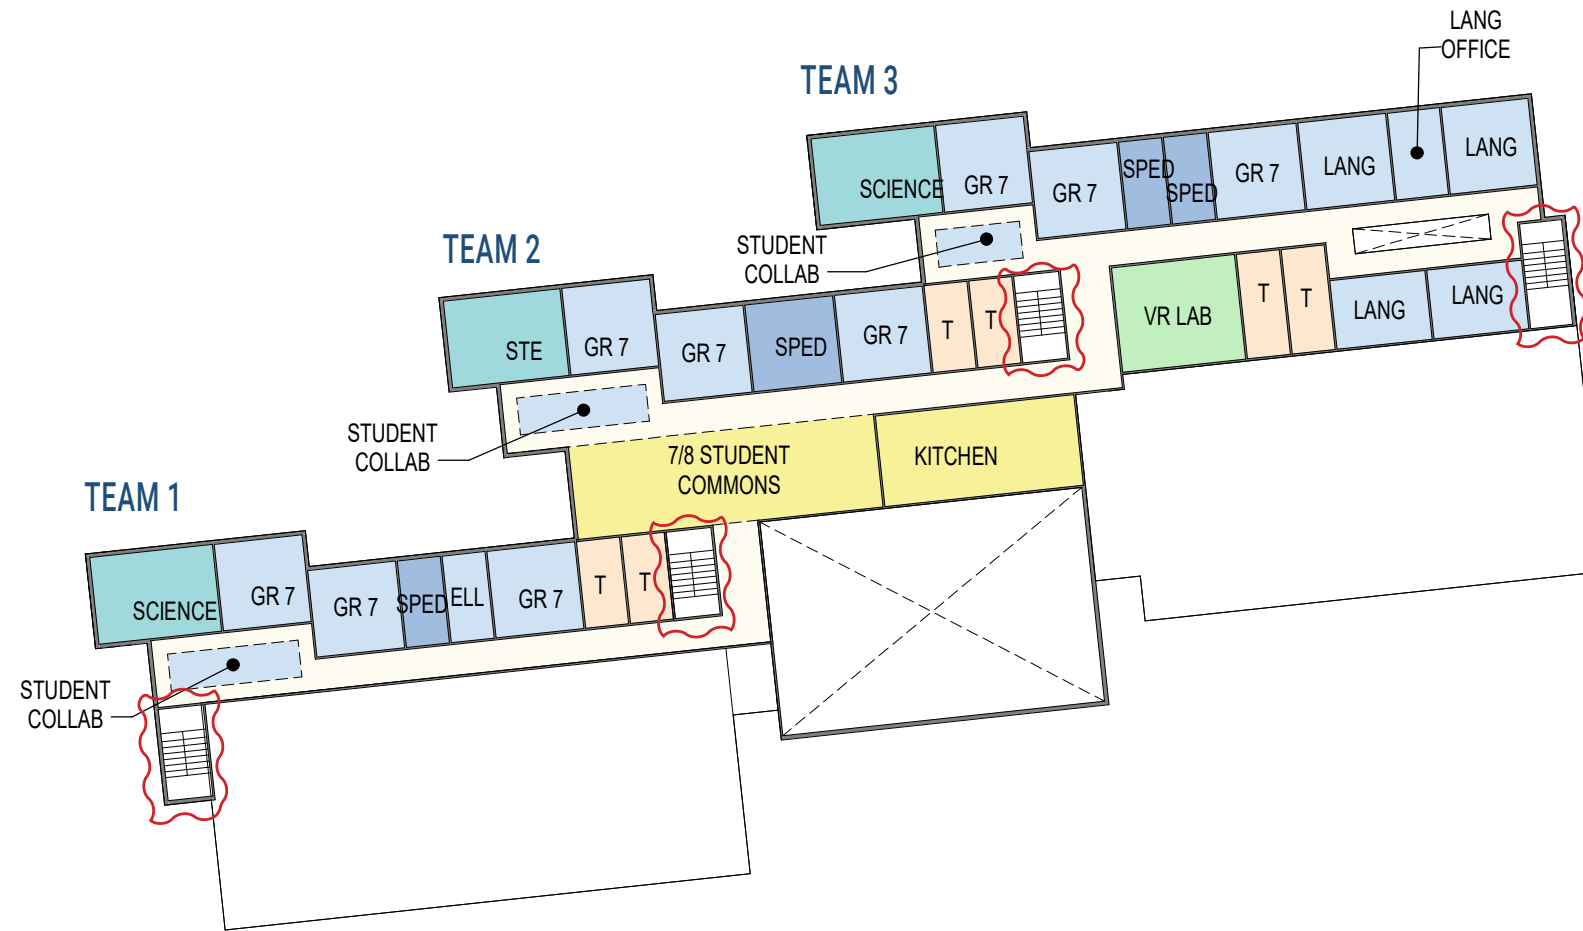 LANG
OFFICE
TEAM 3
SCIENCE
GR 7
GR 7
SPED
SPED
GR 7
LANG
LANG
STUDENT
COLLAB
VR LAB
T
T
LANG
LANG
TEAM 2
STE
GR 7
GR 7
SPED
GR 7
T
T
STUDENT
COLLAB
7/8 STUDENT
COMMONS
KITCHEN
TEAM 1
SCIENCE
GR 7
GR 7
SPED
ELL
GR 7
T
T
STUDENT
COLLAB